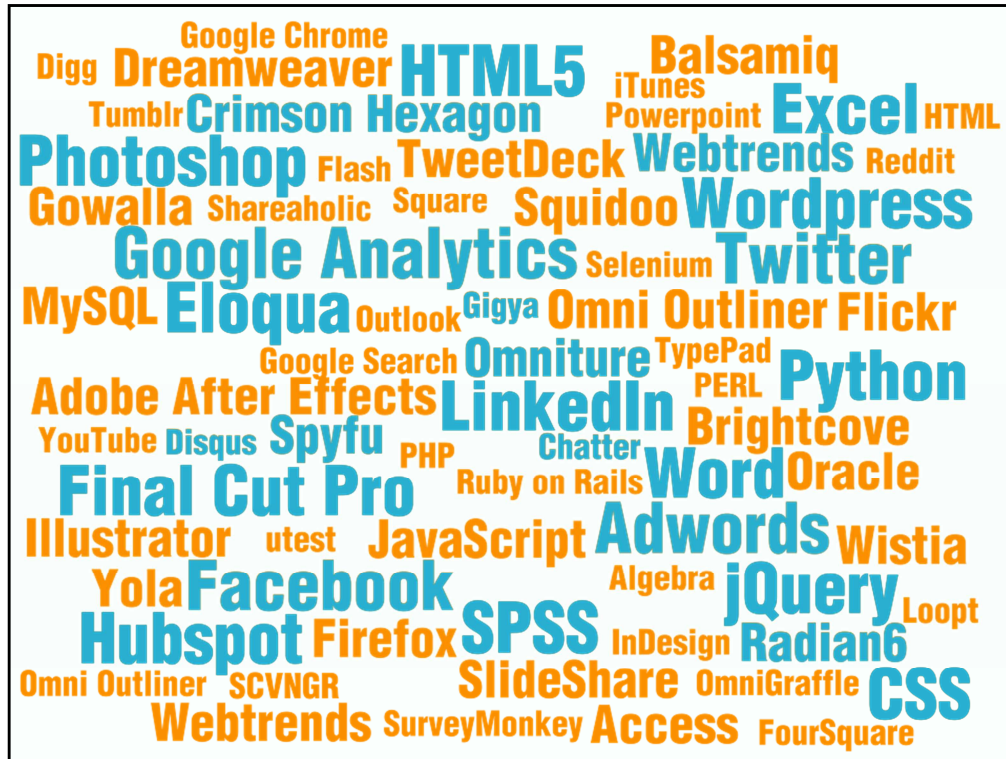 Google Chrome
Digg Dreamweaver HTML5 Balsamiq
iTunes
Tumblr Crimson Hexagon Powerpoint Excel HTML
Photoshop Flash TweetDeck Webtrends Reddit
Gowalla Shareaholic Square Squidoo Wordpress
Google Analytics Selenium Twitter
MySQL Eloqua Outlook Gigya Omni Outliner Flickr
Google Search Omniture TypePad Python
Adobe After Effects LinkedIn PERL Brightcove
YouTube Disqus Spyfu PHP Chatter
Final Cut Pro Ruby on Rails Word Oracle
Illustrator utest JavaScript Adwords Wistia
Yola Facebook Algebra jQuery Loopt
Hubspot Firefox SPSS InDesign Radian6
Omni Outliner SCVNGR SlideShare OmniGraffle CSS
Webtrends SurveyMonkey Access FourSquare